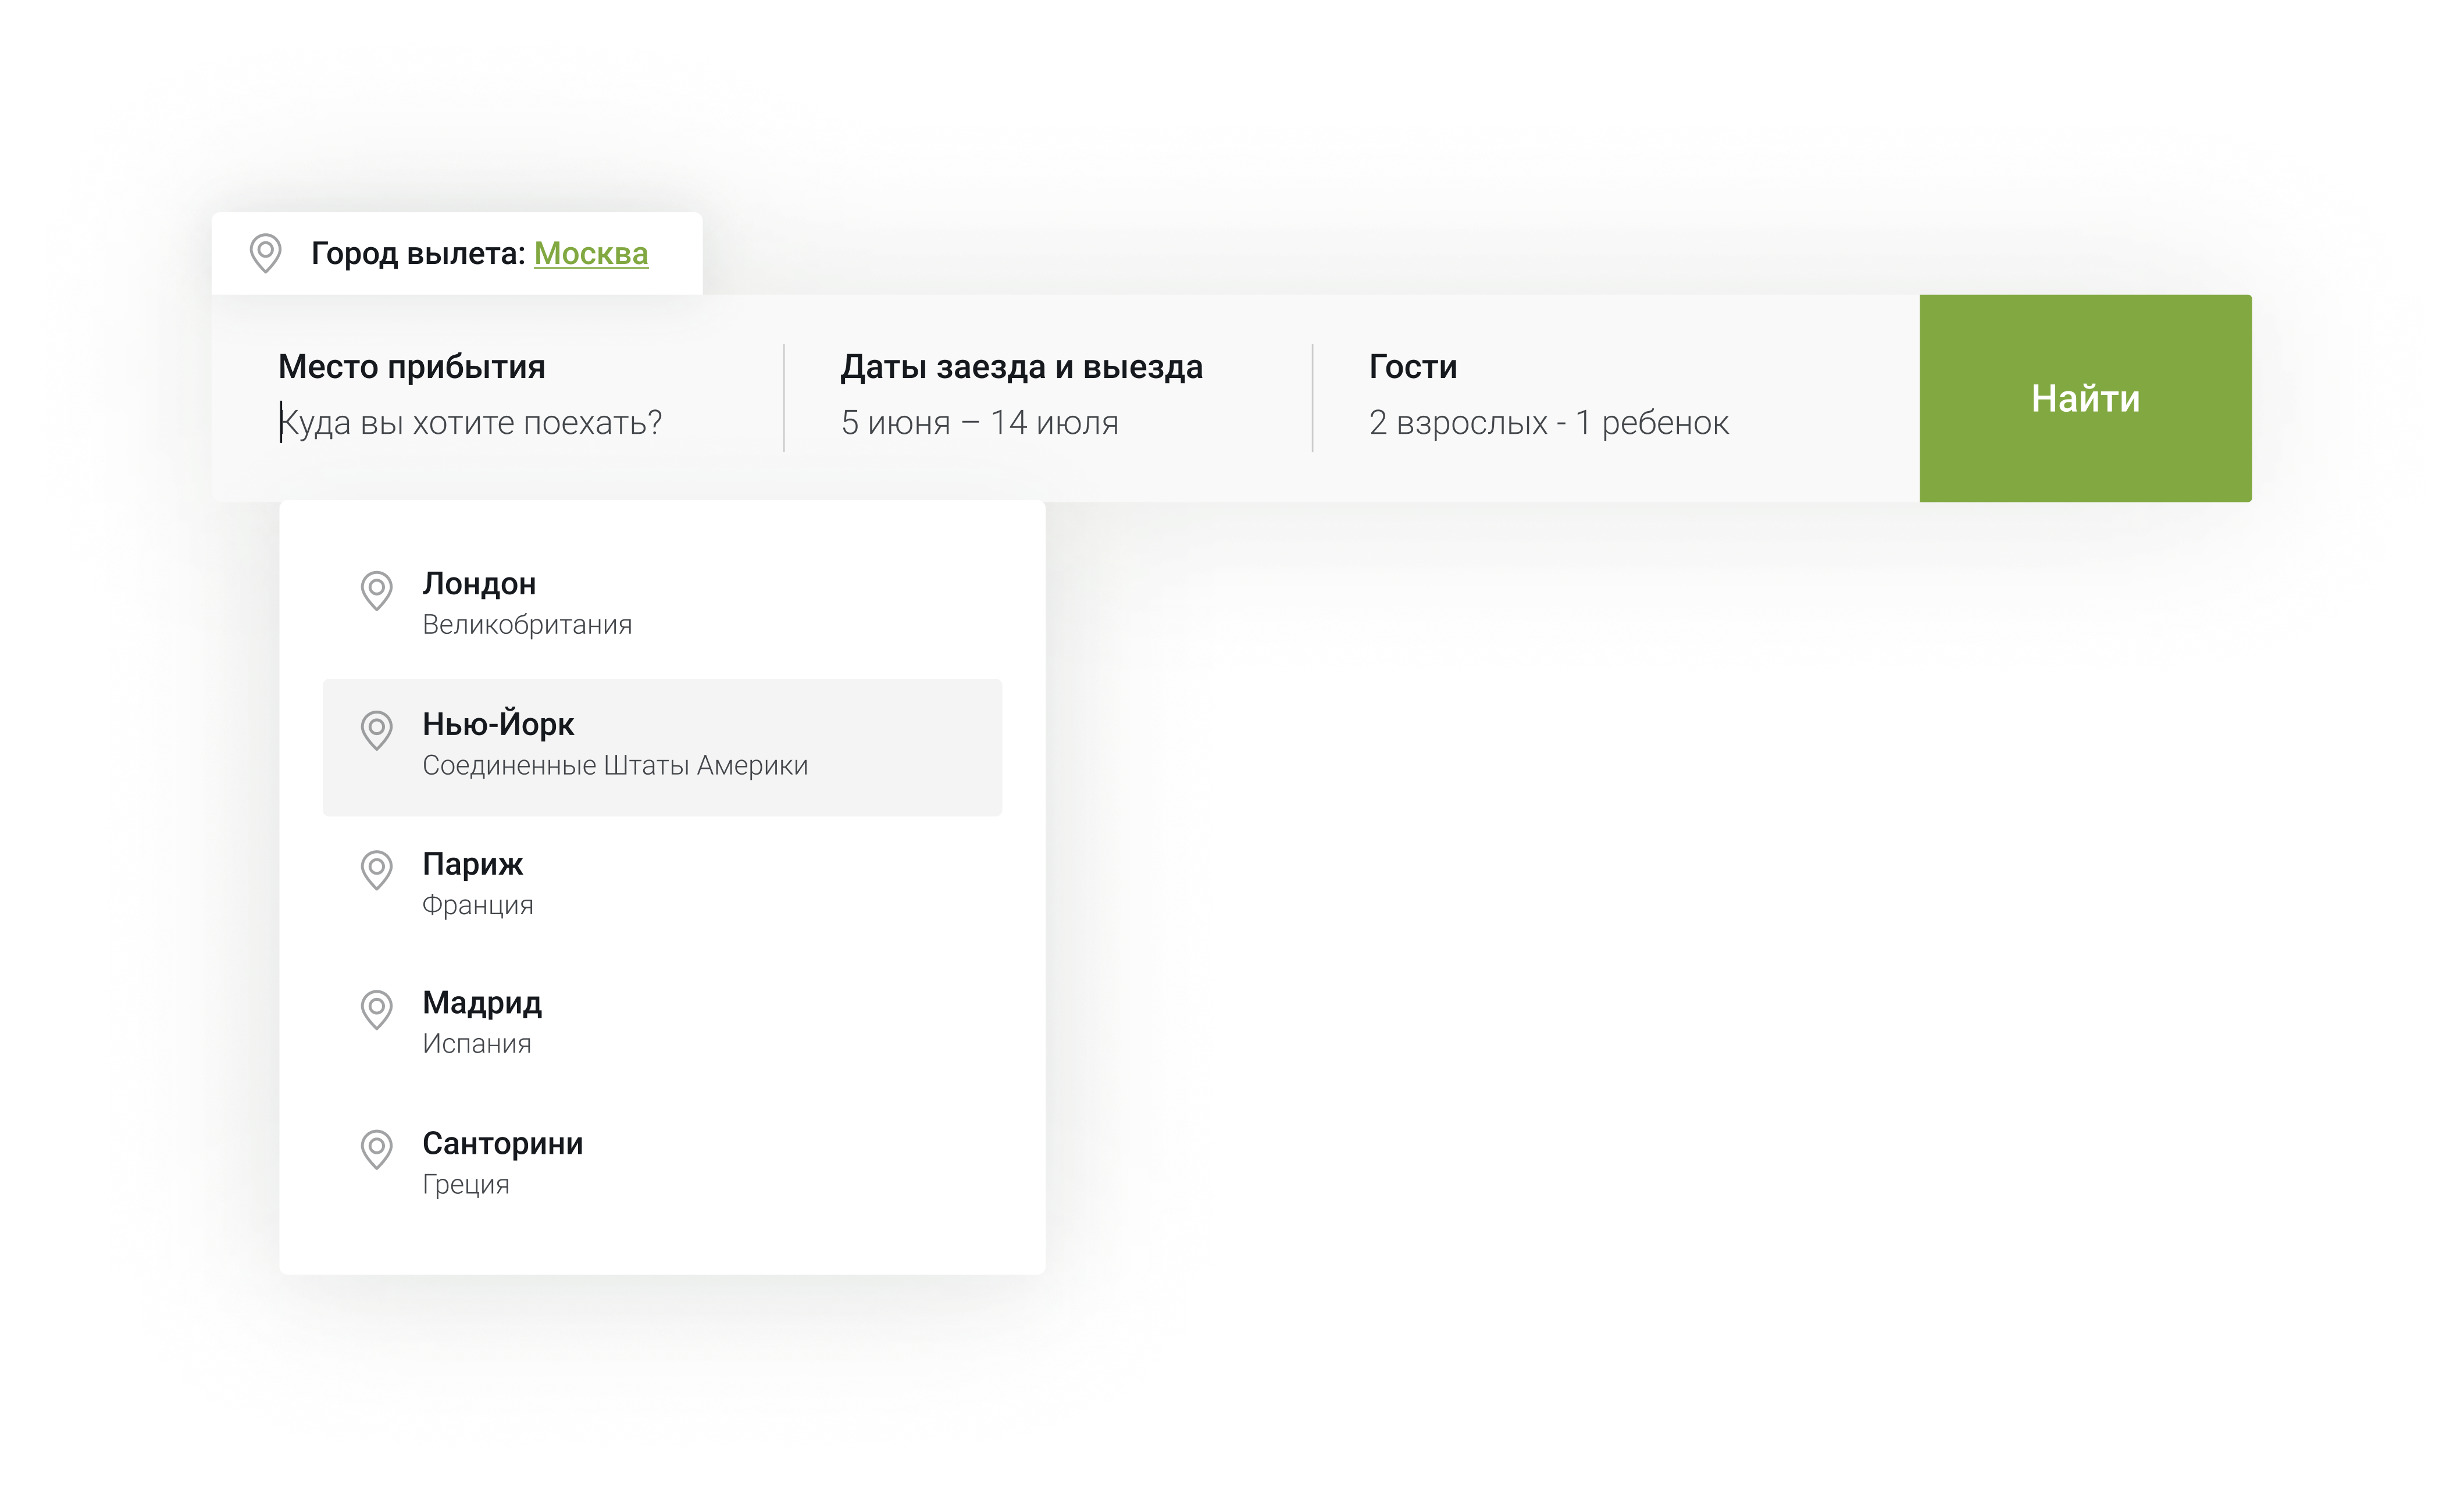 Город вылета: Москва
Место прибытия
Куда вы хотите поехать?
Даты заезда и выезда
5 июня – 14 июля
Гости
2 взрослых - 1 ребенок
Найти
Лондон
Великобритания
Нью-Йорк
Соединенные Штаты Америки
Париж
Франция
Мадрид
Испания
Санторини
Греция